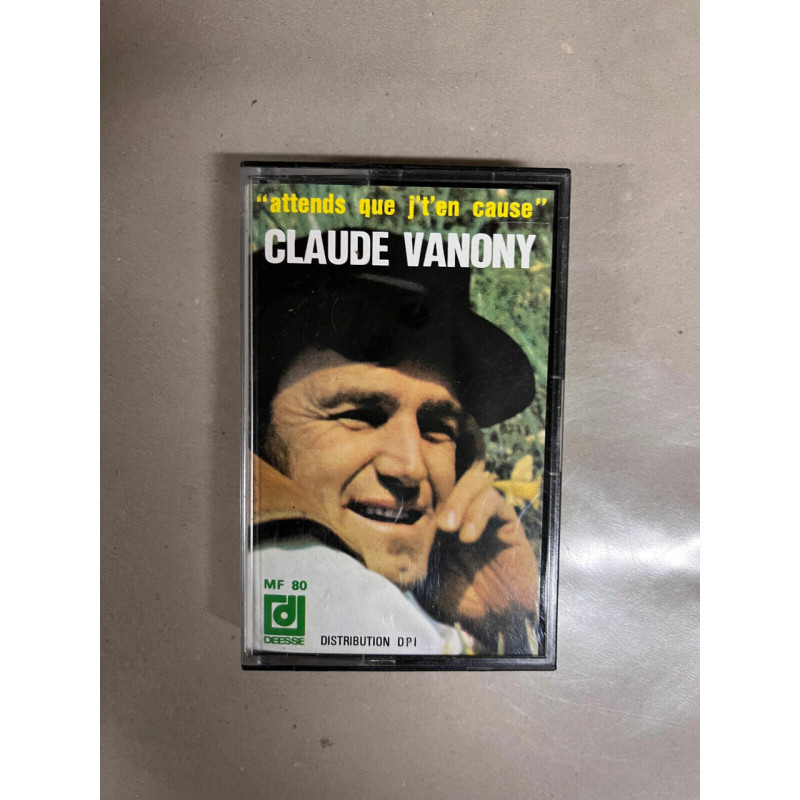 "attends que j't'en cause"
CLAUDE VANONY
MF 80
DEESSE
DISTRIBUTION DPI